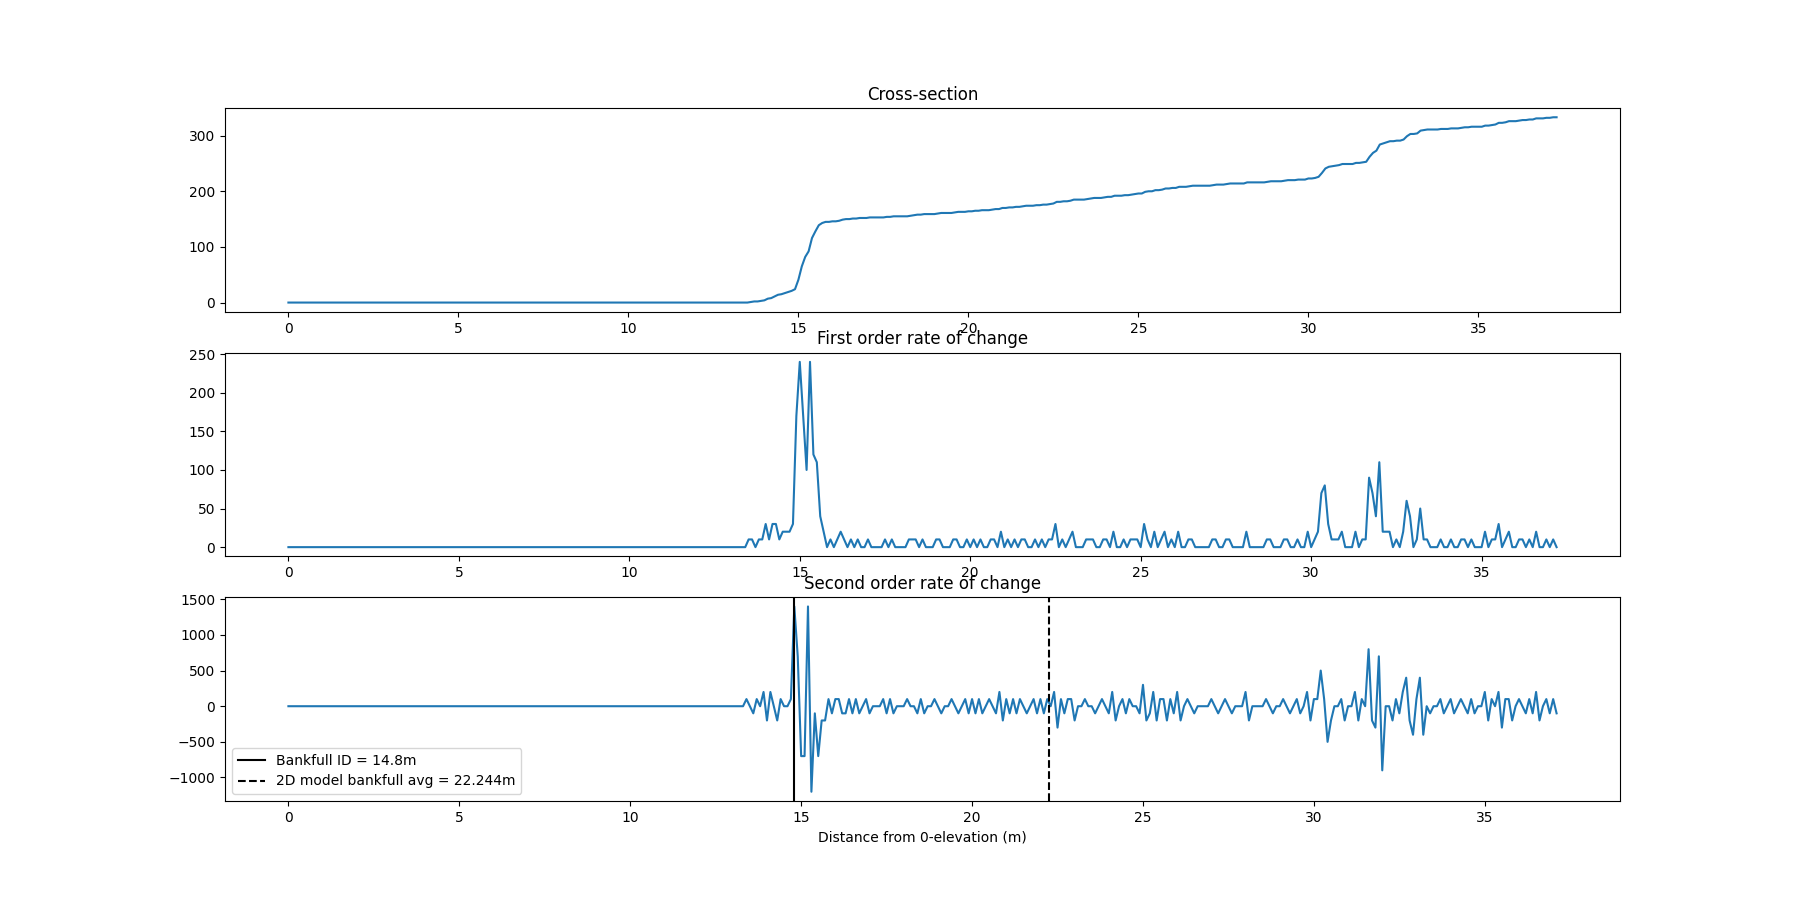 Cross-section
300
200
100
0
0 5 10 15 20 25 30 35
First order rate of change
250
200
150
100
50
0
0 5 10 15 20 25 30 35
Second order rate of change
1500
1000
500
0
−500
−1000
Bankfull ID = 14.8m
2D model bankfull avg = 22.244m
0 5 10 15 20 25 30 35
Distance from 0-elevation (m)